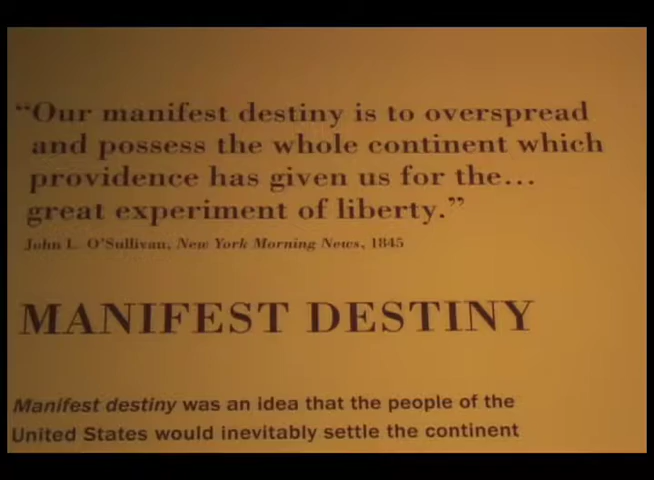 “Our manifest destiny is to overspread
and possess the whole continent which
providence has given us for the...
great experiment of liberty.”
John L. O'Sullivan, New York Morning News, 1845
MANIFEST DESTINY
Manifest destiny was an idea that the people of the
United States would inevitably settle the continent